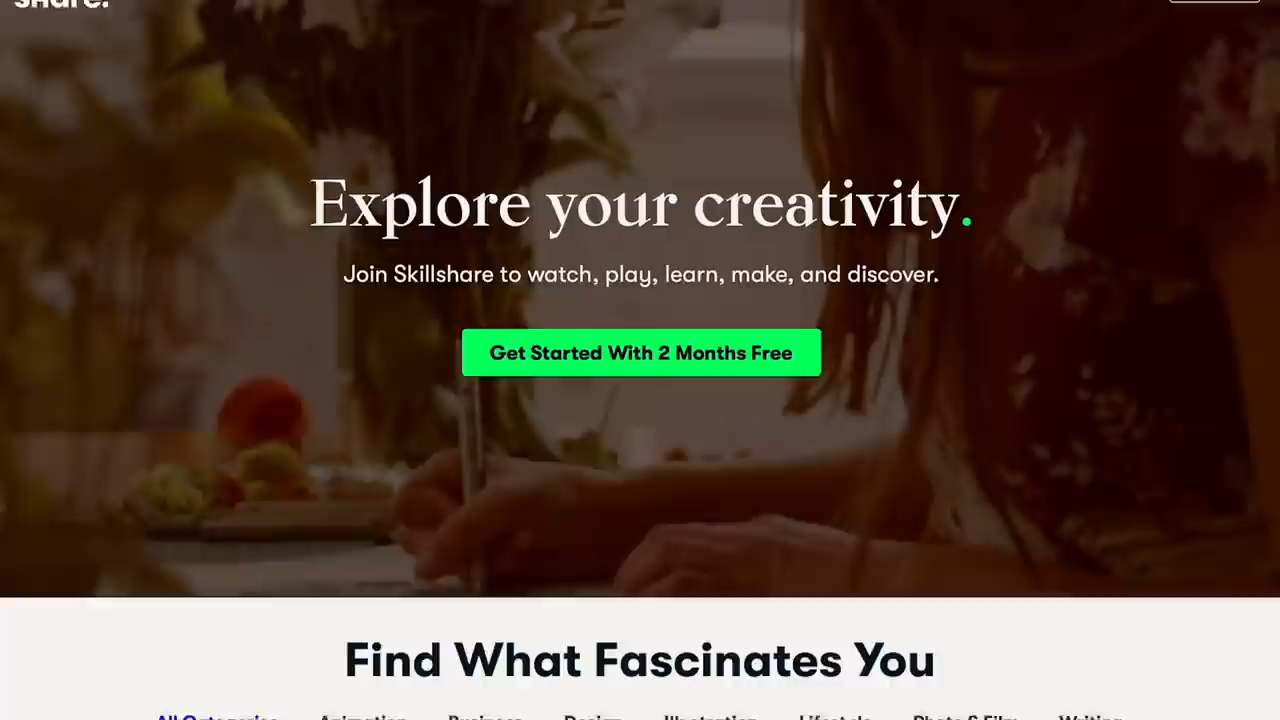 SHare.
Explore your creativity.
Join Skillshare to watch, play, learn, make, and discover.
Get Started With 2 Months Free
Find What Fascinates You
All Categories Animation Business Design Illustration Lifestyle Photo & Film Writing